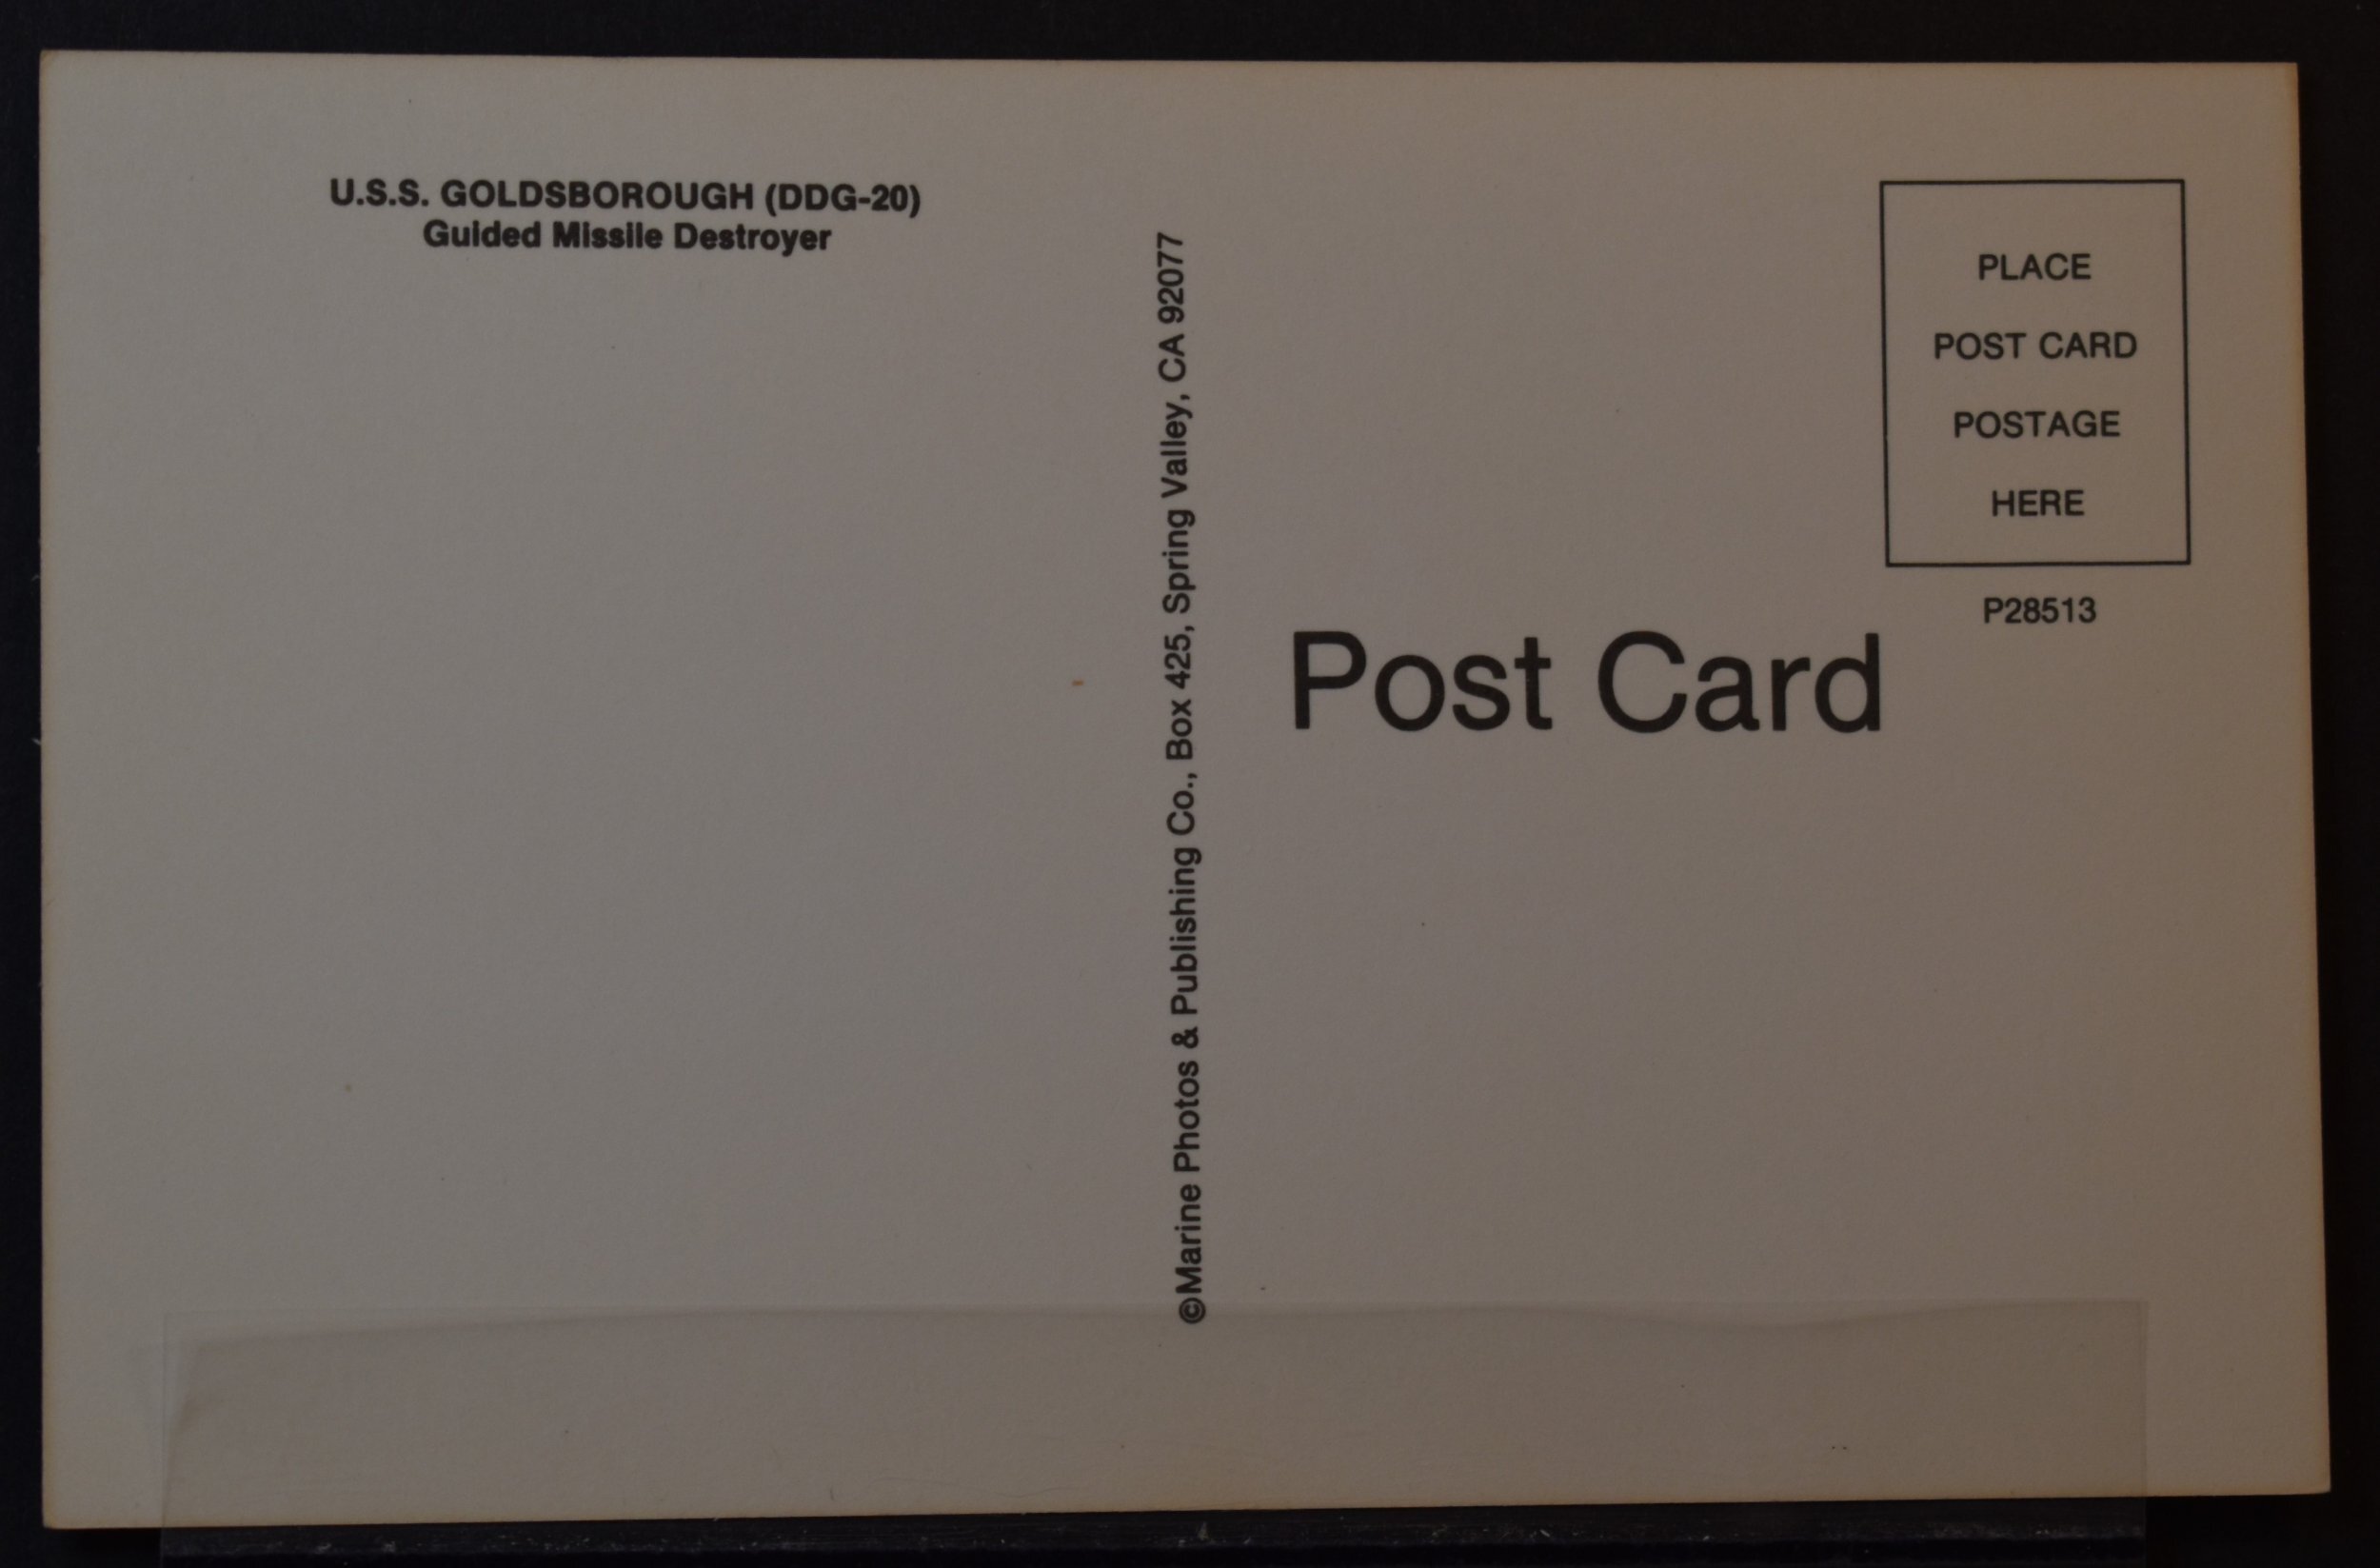 U.S.S. GOLDSBOROUGH (DDG-20)
Guided Missile Destroyer
©Marine Photos & Publishing Co., Box 425, Spring Valley, CA 92077
PLACE
POST CARD
POSTAGE
HERE
P28513
Post Card